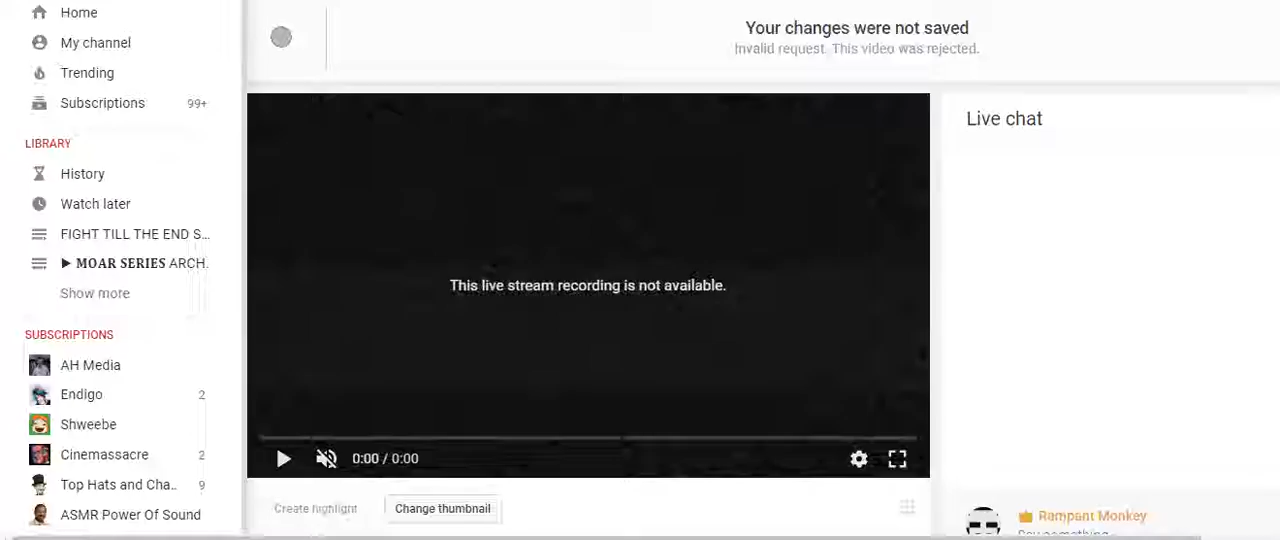 Home
My channel
Trending
Subscriptions 99+
LIBRARY
History
Watch later
FIGHT TILL THE END S...
▶ MOAR SERIES ARCH.
Show more
SUBSCRIPTIONS
AH Media
Endigo 2
Shweebe
Cinemassacre 2
Top Hats and Cha.. 9
ASMR Power Of Sound
Your changes were not saved
Invalid request. This video was rejected.
This live stream recording is not available.
0:00 / 0:00
Create highlight
Change thumbnail
Live chat
Rampant Monkey
Say something...